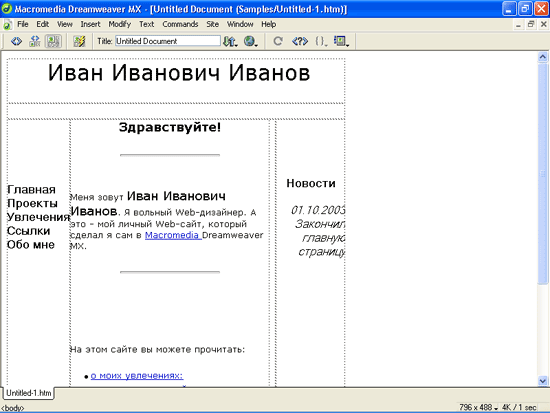 Macromedia Dreamweaver MX - [Untitled Document (Samples/Untitled-1.htm)]
File Edit View Insert Modify Text Commands Site Window Help
Title: Untitled Document
Иван Иванович Иванов
Здравствуйте!
Главная
Проекты
Увлечения
Ссылки
Обо мне
Меня зовут Иван Иванович
Иванов. Я вольный Web-дизайнер. А
это - мой личный Web-сайт, который
сделал я сам в Macromedia Dreamweaver
MX.
На этом сайте вы можете прочитать:
о моих увлечениях:
Новости
01.10.2003
Закончил
главную
страницу
Untitled-1.htm
<body>
796 x 488 4K / 1 sec